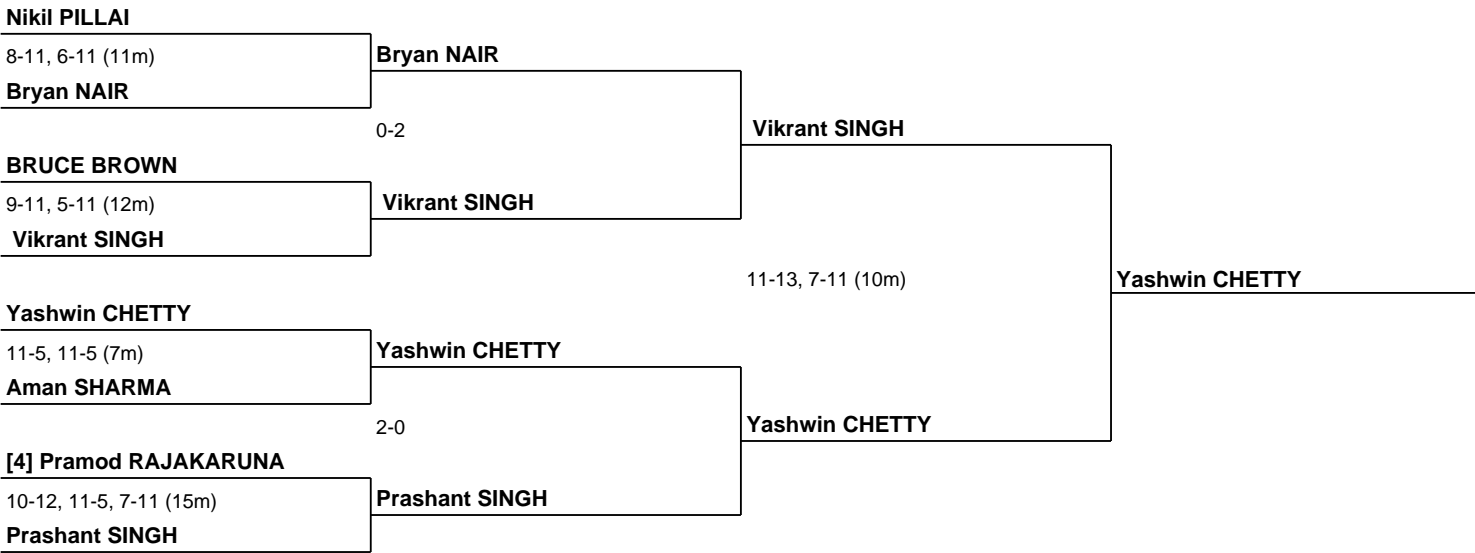 Nikil PILLAI
8-11, 6-11 (11m)
Bryan NAIR
Bryan NAIR
0-2
Vikrant SINGH
BRUCE BROWN
9-11, 5-11 (12m)
Vikrant SINGH
Vikrant SINGH
11-13, 7-11 (10m)
Yashwin CHETTY
Yashwin CHETTY
11-5, 11-5 (7m)
Yashwin CHETTY
Aman SHARMA
2-0
Yashwin CHETTY
[4] Pramod RAJAKARUNA
10-12, 11-5, 7-11 (15m)
Prashant SINGH
Prashant SINGH